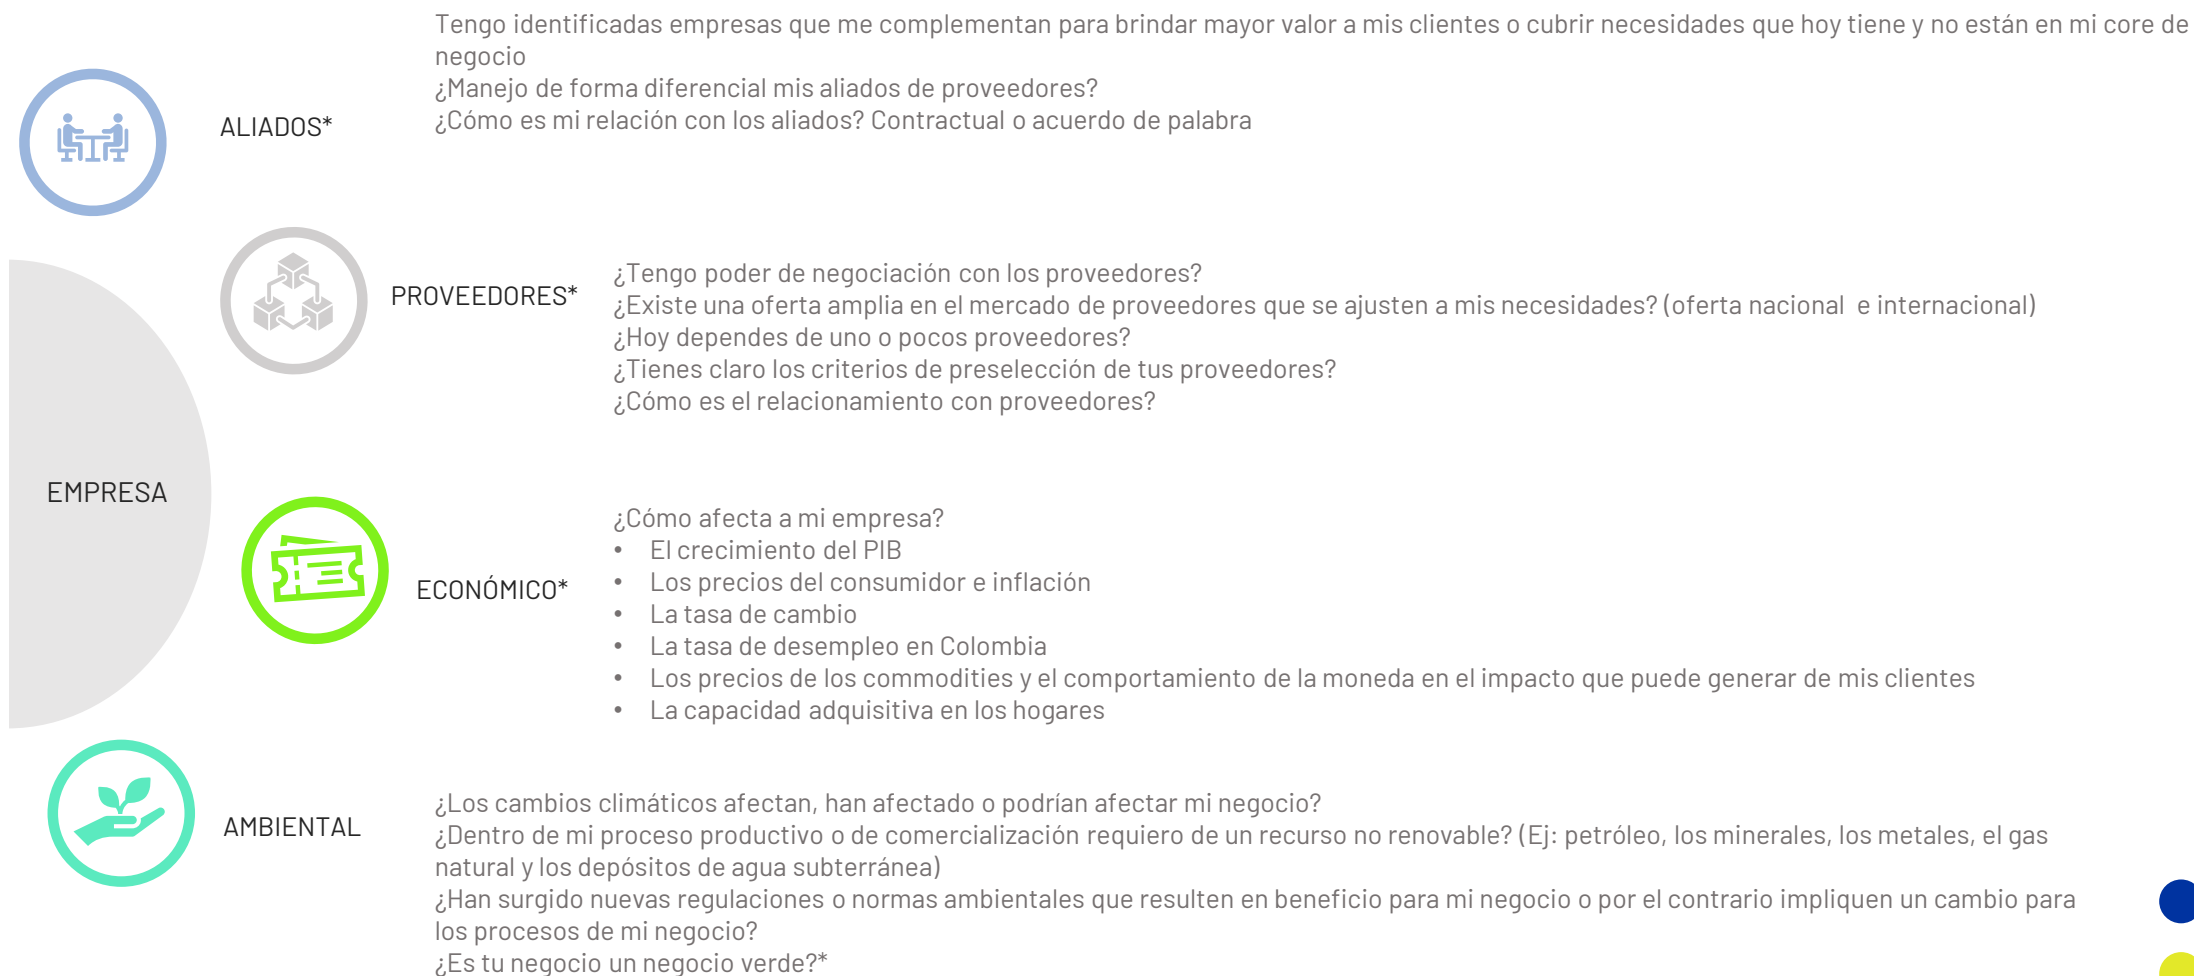 Tengo identificadas empresas que me complementan para brindar mayor valor a mis clientes o cubrir necesidades que hoy tiene y no están en mi core de
negocio
¿Manejo de forma diferencial mis aliados de proveedores?
ALIADOS*
¿Cómo es mi relación con los aliados? Contractual o acuerdo de palabra
PROVEEDORES*
¿Tengo poder de negociación con los proveedores?
¿Existe una oferta amplia en el mercado de proveedores que se ajusten a mis necesidades? (oferta nacional e internacional)
¿Hoy dependes de uno o pocos proveedores?
¿Tienes claro los criterios de preselección de tus proveedores?
¿Cómo es el relacionamiento con proveedores?
EMPRESA
ECONÓMICO*
¿Cómo afecta a mi empresa?
• El crecimiento del PIB
• Los precios del consumidor e inflación
• La tasa de cambio
• La tasa de desempleo en Colombia
• Los precios de los commodities y el comportamiento de la moneda en el impacto que puede generar de mis clientes
• La capacidad adquisitiva en los hogares
AMBIENTAL
¿Los cambios climáticos afectan, han afectado o podrían afectar mi negocio?
¿Dentro de mi proceso productivo o de comercialización requiero de un recurso no renovable? (Ej: petróleo, los minerales, los metales, el gas
natural y los depósitos de agua subterránea)
¿Han surgido nuevas regulaciones o normas ambientales que resulten en beneficio para mi negocio o por el contrario impliquen un cambio para
los procesos de mi negocio?
¿Es tu negocio un negocio verde?*